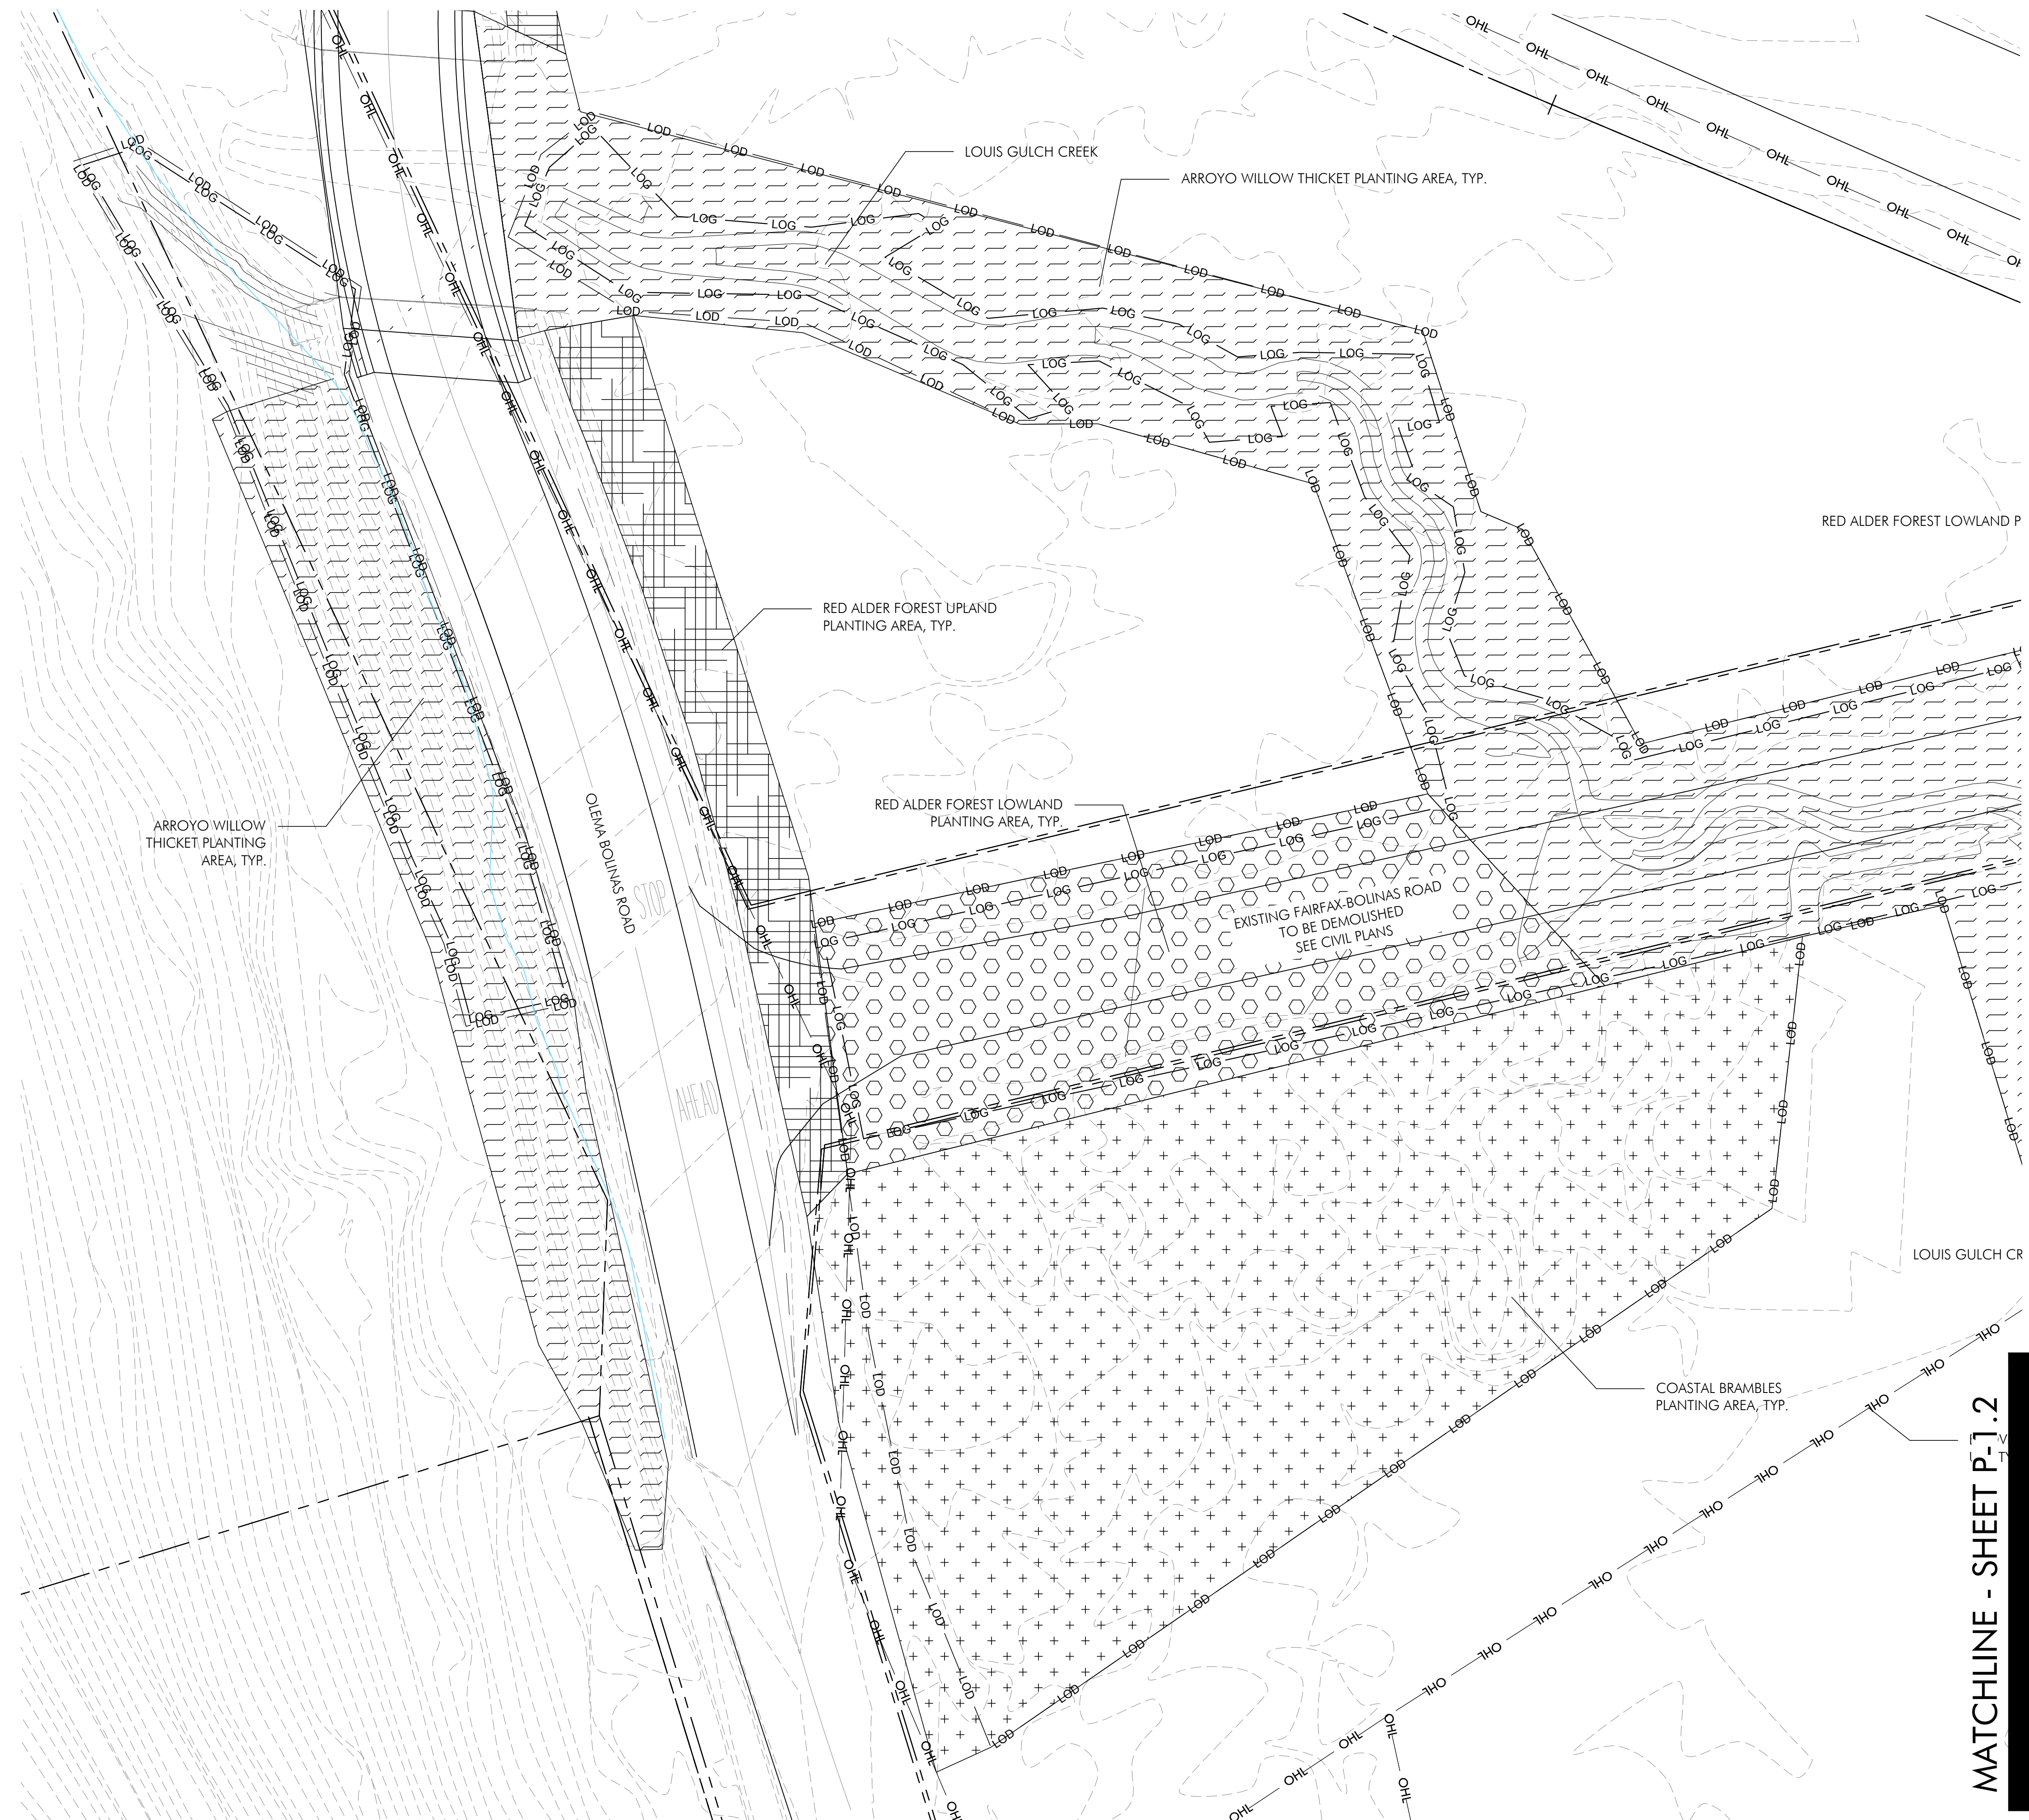 LOUIS GULCH CREEK
ARROYO WILLOW THICKET PLANTING AREA, TYP.
RED ALDER FOREST LOWLAND P
RED ALDER FOREST UPLAND
PLANTING AREA, TYP.
RED ALDER FOREST LOWLAND
PLANTING AREA, TYP.
ARROYO WILLOW
THICKET PLANTING
AREA, TYP.
OLEMA BOLINAS ROAD
STOP
AHEAD
EXISTING FAIRFAX-BOLINAS ROAD
TO BE DEMOLISHED
SEE CIVIL PLANS
LOUIS GULCH CR
COASTAL BRAMBLES
PLANTING AREA, TYP.
MATCHLINE - SHEET P-1.2
OHL
LOD
LOG